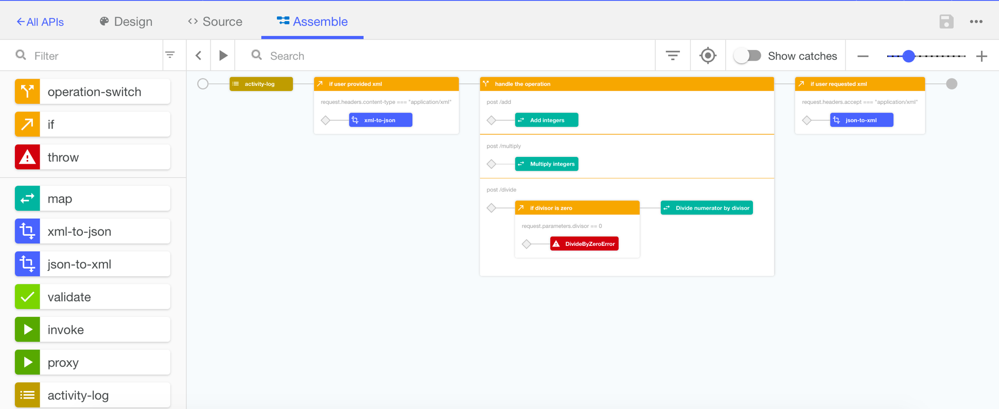 All APIs
Design
Source
Assemble
Filter
Search
Show catches
operation-switch
if
throw
map
xml-to-json
json-to-xml
validate
invoke
proxy
activity-log
activity-log
if user provided xml
request.headers.content-type === "application/xml"
xml-to-json
handle the operation
post /add
Add integers
post /multiply
Multiply integers
post /divide
if divisor is zero
request.parameters.divisor == 0
DivideByZeroError
Divide numerator by divisor
if user requested xml
request.headers.accept === "application/xml"
json-to-xml